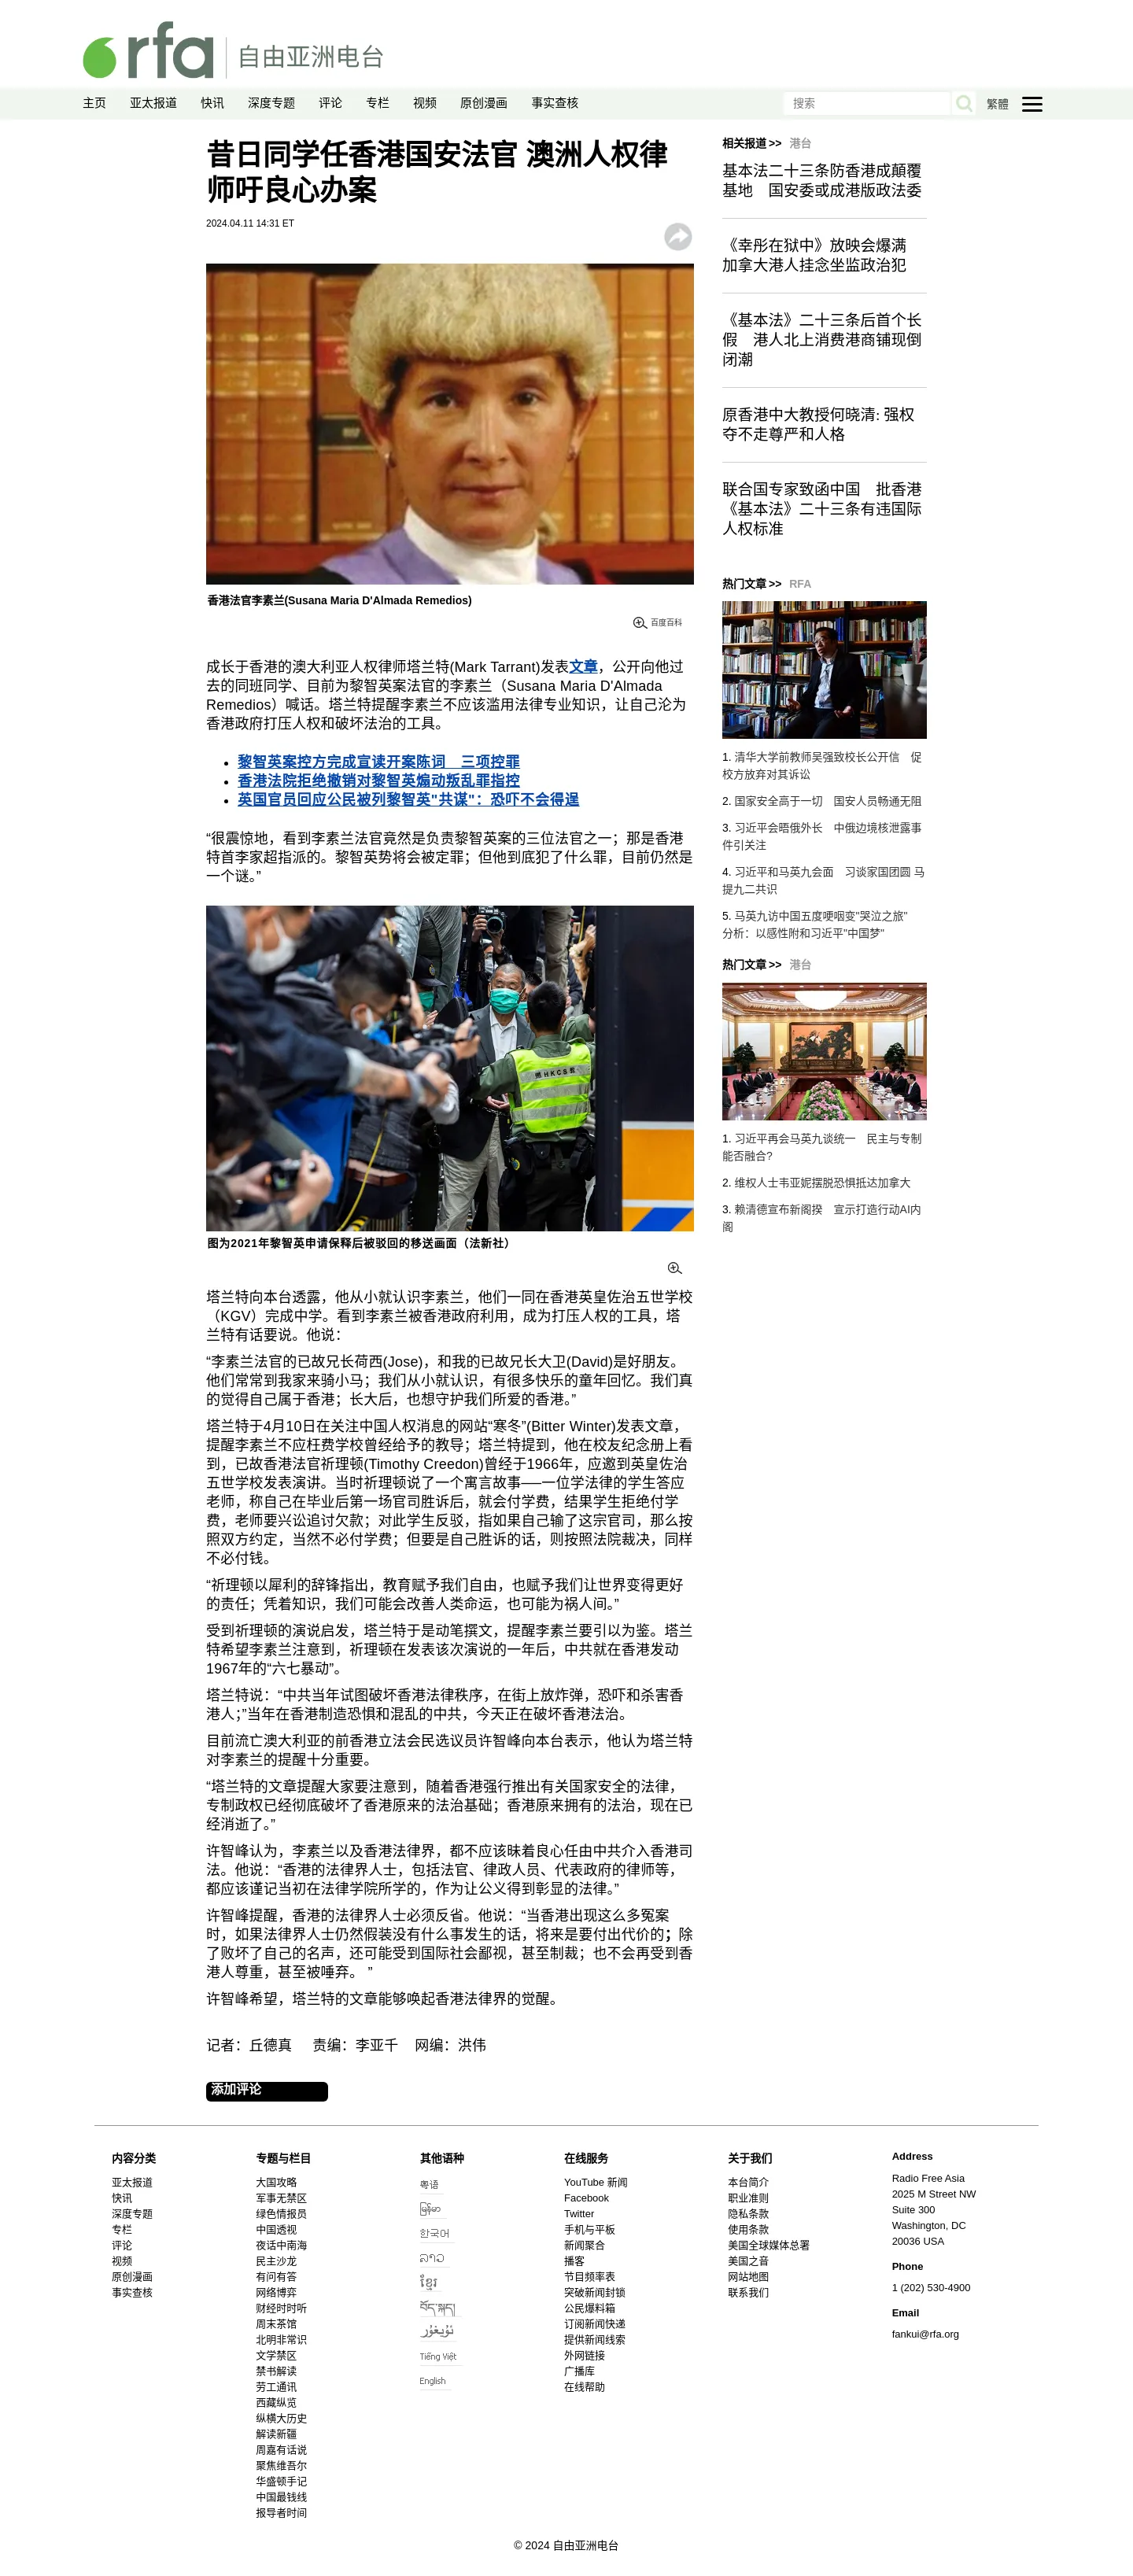 rfa 自由亚洲电台
主页 亚太报道 快讯 深度专题 评论 专栏 视频 原创漫画 事实查核 搜索 繁體
昔日同学任香港国安法官 澳洲人权律
师吁良心办案
2024.04.11 14:31 ET
香港法官李素兰(Susana Maria D'Almada Remedios)
百度百科
成长于香港的澳大利亚人权律师塔兰特(Mark Tarrant)发表文章，公开向他过
去的同班同学、目前为黎智英案法官的李素兰（Susana Maria D'Almada
Remedios）喊话。塔兰特提醒李素兰不应该滥用法律专业知识，让自己沦为
香港政府打压人权和破坏法治的工具。
黎智英案控方完成宣读开案陈词　三项控罪
香港法院拒绝撤销对黎智英煽动叛乱罪指控
英国官员回应公民被列黎智英"共谋"：恐吓不会得逞
“很震惊地，看到李素兰法官竟然是负责黎智英案的三位法官之一；那是香港
特首李家超指派的。黎智英势将会被定罪；但他到底犯了什么罪，目前仍然是
一个谜。”
HKCS
图为2021年黎智英申请保释后被驳回的移送画面（法新社）
塔兰特向本台透露，他从小就认识李素兰，他们一同在香港英皇佐治五世学校
（KGV）完成中学。看到李素兰被香港政府利用，成为打压人权的工具，塔
兰特有话要说。他说：
“李素兰法官的已故兄长荷西(Jose)，和我的已故兄长大卫(David)是好朋友。
他们常常到我家来骑小马；我们从小就认识，有很多快乐的童年回忆。我们真
的觉得自己属于香港；长大后，也想守护我们所爱的香港。”
塔兰特于4月10日在关注中国人权消息的网站“寒冬”(Bitter Winter)发表文章，
提醒李素兰不应枉费学校曾经给予的教导；塔兰特提到，他在校友纪念册上看
到，已故香港法官祈理顿(Timothy Creedon)曾经于1966年，应邀到英皇佐治
五世学校发表演讲。当时祈理顿说了一个寓言故事──一位学法律的学生答应
老师，称自己在毕业后第一场官司胜诉后，就会付学费，结果学生拒绝付学
费，老师要兴讼追讨欠款；对此学生反驳，指如果自己输了这宗官司，那么按
照双方约定，当然不必付学费；但要是自己胜诉的话，则按照法院裁决，同样
不必付钱。
“祈理顿以犀利的辞锋指出，教育赋予我们自由，也赋予我们让世界变得更好
的责任；凭着知识，我们可能会改善人类命运，也可能为祸人间。”
受到祈理顿的演说启发，塔兰特于是动笔撰文，提醒李素兰要引以为鉴。塔兰
特希望李素兰注意到，祈理顿在发表该次演说的一年后，中共就在香港发动
1967年的“六七暴动”。
塔兰特说：“中共当年试图破坏香港法律秩序，在街上放炸弹，恐吓和杀害香
港人；”当年在香港制造恐惧和混乱的中共，今天正在破坏香港法治。
目前流亡澳大利亚的前香港立法会民选议员许智峰向本台表示，他认为塔兰特
对李素兰的提醒十分重要。
“塔兰特的文章提醒大家要注意到，随着香港强行推出有关国家安全的法律，
专制政权已经彻底破坏了香港原来的法治基础；香港原来拥有的法治，现在已
经消逝了。”
许智峰认为，李素兰以及香港法律界，都不应该昧着良心任由中共介入香港司
法。他说：“香港的法律界人士，包括法官、律政人员、代表政府的律师等，
都应该谨记当初在法律学院所学的，作为让公义得到彰显的法律。”
许智峰提醒，香港的法律界人士必须反省。他说：“当香港出现这么多冤案
时，如果法律界人士仍然假装没有什么事发生的话，将来是要付出代价的；除
了败坏了自己的名声，还可能受到国际社会鄙视，甚至制裁；也不会再受到香
港人尊重，甚至被唾弃。 ”
许智峰希望，塔兰特的文章能够唤起香港法律界的觉醒。
记者：丘德真　 责编：李亚千　网编：洪伟
添加评论
相关报道 >> 港台
基本法二十三条防香港成颠覆
基地　国安委或成港版政法委
《幸彤在狱中》放映会爆满
加拿大港人挂念坐监政治犯
《基本法》二十三条后首个长
假　港人北上消费港商铺现倒
闭潮
原香港中大教授何晓清: 强权
夺不走尊严和人格
联合国专家致函中国　批香港
《基本法》二十三条有违国际
人权标准
热门文章 >> RFA
1. 清华大学前教师吴强致校长公开信　促
校方放弃对其诉讼
2. 国家安全高于一切　国安人员畅通无阻
3. 习近平会晤俄外长　中俄边境核泄露事
件引关注
4. 习近平和马英九会面　习谈家国团圆 马
提九二共识
5. 马英九访中国五度哽咽变"哭泣之旅"
分析：以感性附和习近平"中国梦"
热门文章 >> 港台
1. 习近平再会马英九谈统一　民主与专制
能否融合?
2. 维权人士韦亚妮摆脱恐惧抵达加拿大
3. 赖清德宣布新阁揆　宣示打造行动AI内
阁
内容分类
亚太报道
快讯
深度专题
专栏
评论
视频
原创漫画
事实查核
专题与栏目
大国攻略
军事无禁区
绿色情报员
中国透视
夜话中南海
民主沙龙
有问有答
网络博弈
财经时时听
周末茶馆
北明非常识
文学禁区
禁书解读
劳工通讯
西藏纵览
纵横大历史
解读新疆
周嘉有话说
聚焦维吾尔
华盛顿手记
中国最钱线
报导者时间
其他语种
粤语
မြန်မာ
한국어
ລາວ
ខ្មែរ
བོད་སྐད།
ئۇيغۇر
Tiếng Việt
English
在线服务
YouTube 新闻
Facebook
Twitter
手机与平板
新闻聚合
播客
节目频率表
突破新闻封锁
公民爆料箱
订阅新闻快递
提供新闻线索
外网链接
广播库
在线帮助
关于我们
本台简介
职业准则
隐私条款
使用条款
美国全球媒体总署
美国之音
网站地图
联系我们
Address
Radio Free Asia
2025 M Street NW
Suite 300
Washington, DC
20036 USA
Phone
1 (202) 530-4900
Email
fankui@rfa.org
© 2024 自由亚洲电台